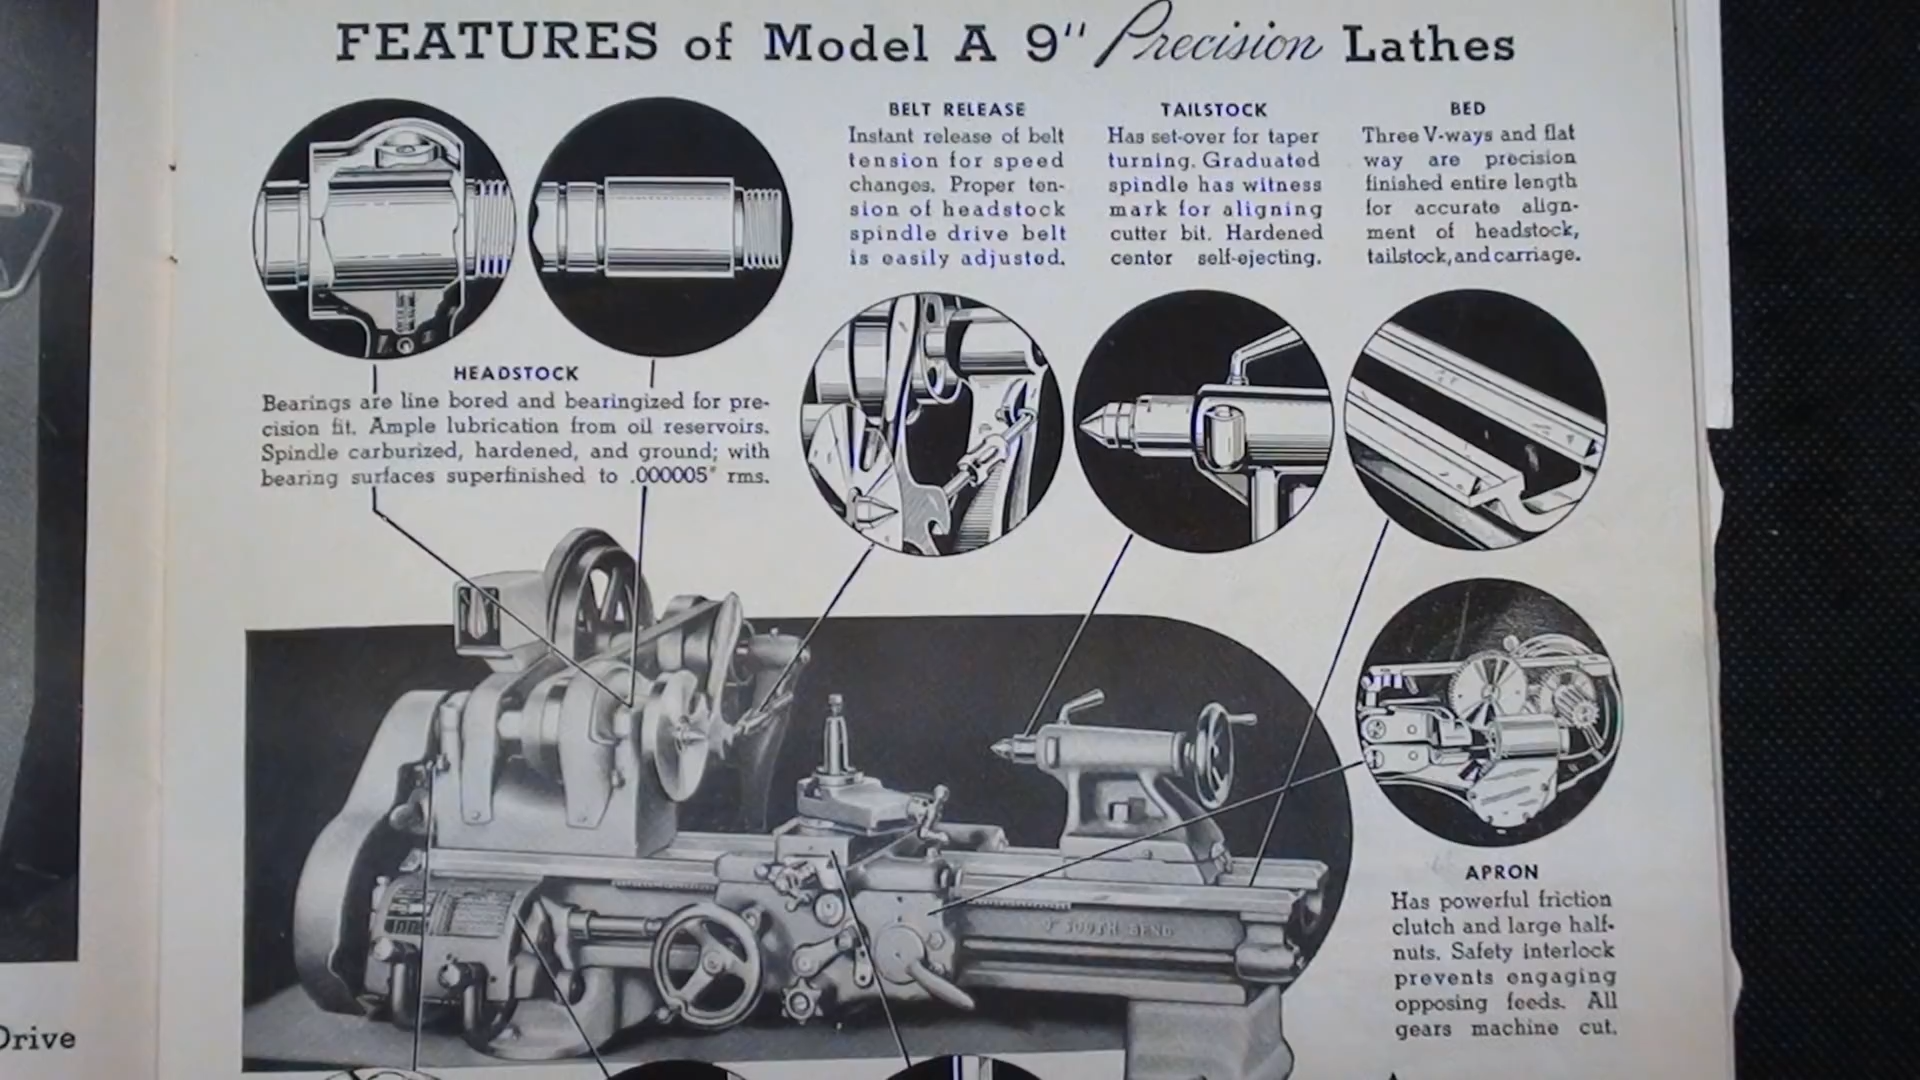 FEATURES of Model A 9" Precision Lathes
BELT RELEASE
Instant release of belt
tension for speed
changes. Proper ten-
sion of headstock
spindle drive belt
is easily adjusted.
TAILSTOCK
Has set-over for taper
turning. Graduated
spindle has witness
mark for aligning
cutter bit. Hardened
center self-ejecting.
BED
Three V-ways and flat
way are precision
finished entire length
for accurate align-
ment of headstock,
tailstock, and carriage.
HEADSTOCK
Bearings are line bored and bearingized for pre-
cision fit. Ample lubrication from oil reservoirs.
Spindle carburized, hardened, and ground; with
bearing surfaces superfinished to .000005" rms.
9" SOUTH BEND
APRON
Has powerful friction
clutch and large half-
nuts. Safety interlock
prevents engaging
opposing feeds. All
gears machine cut.
Drive